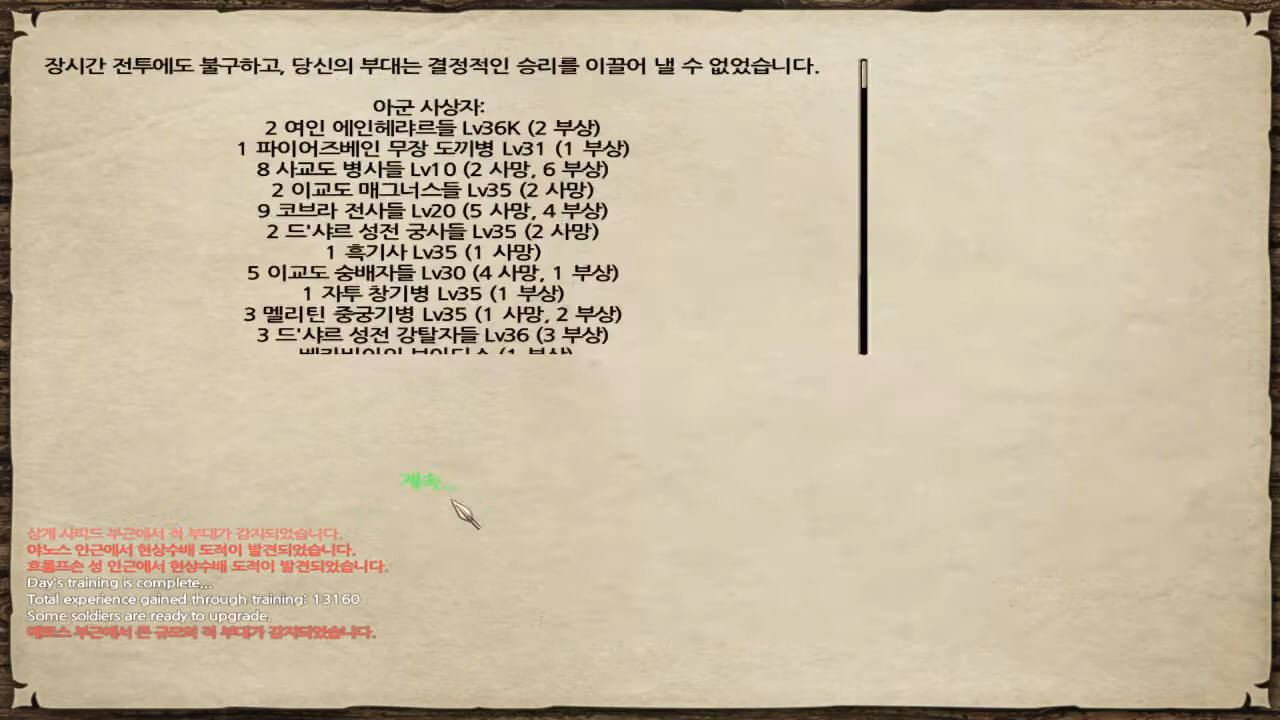 장시간 전투에도 불구하고, 당신의 부대는 결정적인 승리를 이끌어 낼 수 없었습니다.
아군 사상자:
2 여인 에인헤랴르들 Lv36K (2 부상)
1 파이어즈베인 무장 도끼병 Lv31 (1 부상)
8 사교도 병사들 Lv10 (2 사망, 6 부상)
2 이교도 매그너스들 Lv35 (2 사망)
9 코브라 전사들 Lv20 (5 사망, 4 부상)
2 드'샤르 성전 궁사들 Lv35 (2 사망)
1 흑기사 Lv35 (1 사망)
5 이교도 숭배자들 Lv30 (4 사망, 1 부상)
1 자투 창기병 Lv35 (1 부상)
3 멜리틴 중궁기병 Lv35 (1 사망, 2 부상)
3 드'샤르 성전 강탈자들 Lv36 (3 부상)
(1 부상)
계속...
상게 샤피드 부근에서 적 부대가 감지되었습니다.
야노스 인근에서 현상수배 도적이 발견되었습니다.
흐롤프손 성 인근에서 현상수배 도적이 발견되었습니다.
Day's training is complete...
Total experience gained through training: 13160
Some soldiers are ready to upgrade.
부근에서 큰 규모의 적 부대가 감지되었습니다.